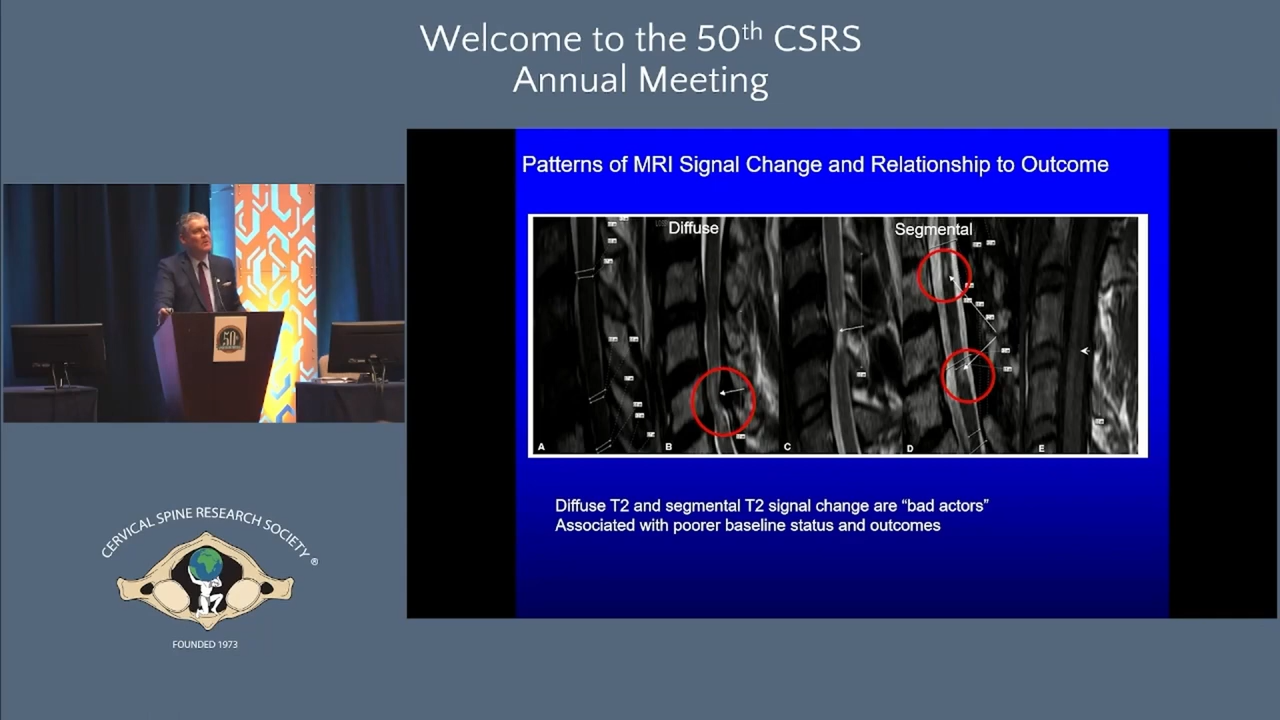 Welcome to the 50th CSRS
Annual Meeting
Patterns of MRI Signal Change and Relationship to Outcome
Diffuse
Segmental
A
B
C
D
E
Diffuse T2 and segmental T2 signal change are “bad actors”
Associated with poorer baseline status and outcomes
50
CERVICAL SPINE RESEARCH SOCIETY ®
FOUNDED 1973